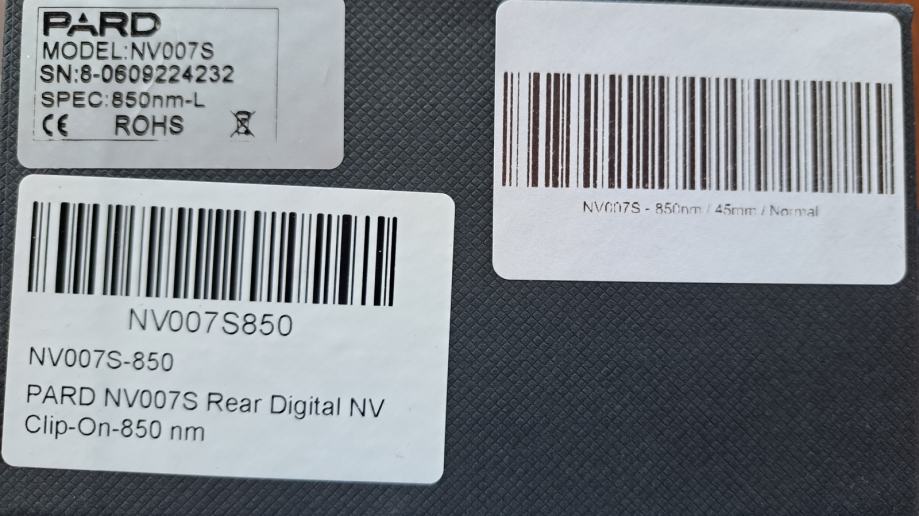 PARD
MODEL:NV007S
SN:8-0609224232
SPEC:850nm-L
CE ROHS
NV007S - 850nm / 45mm / Normal
NV007S850
NV007S-850
PARD NV007S Rear Digital NV
Clip-On-850 nm